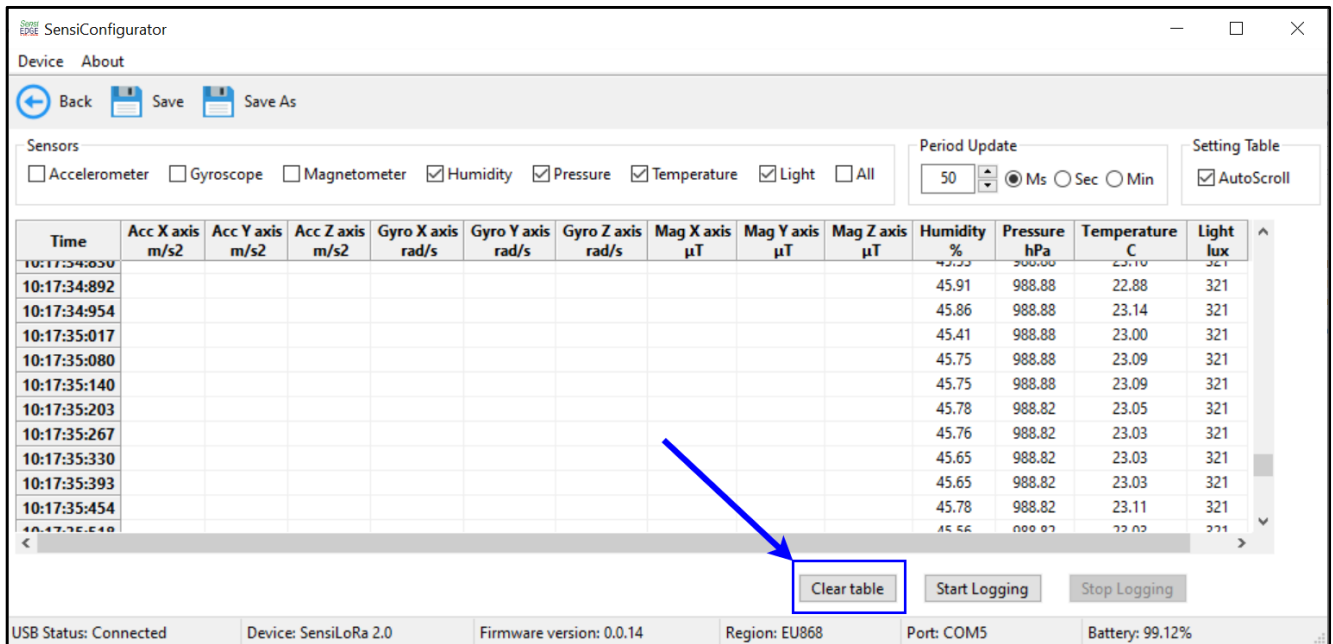 Sensi EDGE SensiConfigurator
Device About
Back Save Save As
Sensors Period Update Setting Table
Accelerometer Gyroscope Magnetometer Humidity Pressure Temperature Light All 50 Ms Sec Min AutoScroll
Time Acc X axis m/s2 Acc Y axis m/s2 Acc Z axis m/s2 Gyro X axis rad/s Gyro Y axis rad/s Gyro Z axis rad/s Mag X axis µT Mag Y axis µT Mag Z axis µT Humidity % Pressure hPa Temperature C Light lux
10:17:34:892 45.91 988.88 22.88 321
10:17:34:954 45.86 988.88 23.14 321
10:17:35:017 45.41 988.88 23.00 321
10:17:35:080 45.75 988.88 23.09 321
10:17:35:140 45.75 988.88 23.09 321
10:17:35:203 45.78 988.82 23.05 321
10:17:35:267 45.76 988.82 23.03 321
10:17:35:330 45.65 988.82 23.03 321
10:17:35:393 45.65 988.82 23.03 321
10:17:35:454 45.78 988.82 23.11 321
Clear table Start Logging Stop Logging
USB Status: Connected Device: SensiLoRa 2.0 Firmware version: 0.0.14 Region: EU868 Port: COM5 Battery: 99.12%